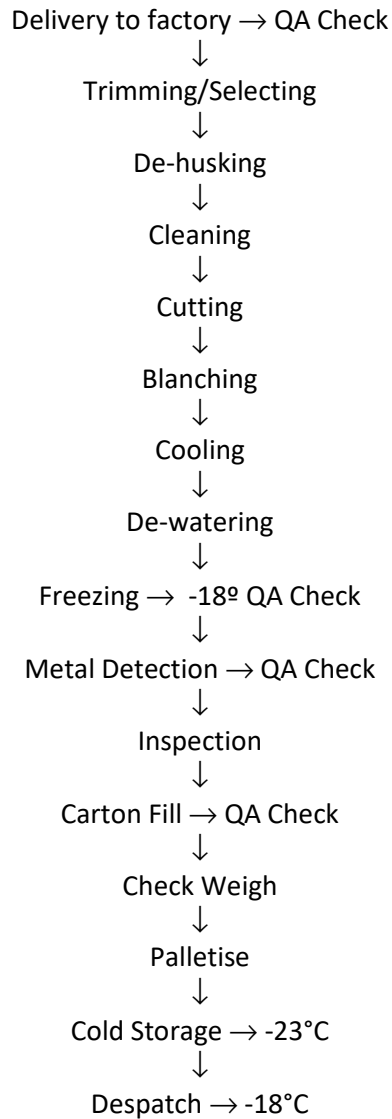 Delivery to factory → QA Check
↓
Trimming/Selecting
↓
De-husking
↓
Cleaning
↓
Cutting
↓
Blanching
↓
Cooling
↓
De-watering
↓
Freezing → -18º QA Check
↓
Metal Detection → QA Check
↓
Inspection
↓
Carton Fill → QA Check
↓
Check Weigh
↓
Palletise
↓
Cold Storage → -23°C
↓
Despatch → -18°C